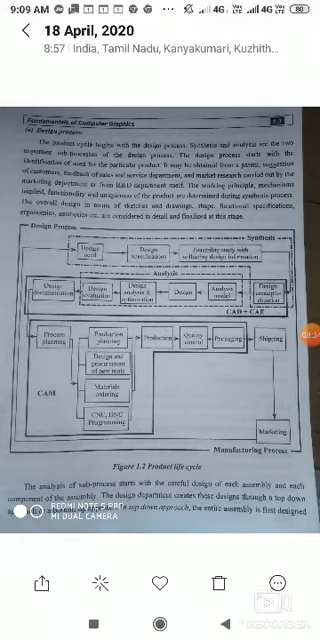 9:09 AM
4G
4G
80
18 April, 2020
8:57 | India, Tamil Nadu, Kanyakumari, Kuzhith...
Fundamentals of Computer Graphics
1.3
(a) Design process
The product cycle begins with the design process. Synthesis and analysis are the two
important sub-processes of the design process. The design process starts with the
identification of need for the particular product. It may be obtained from a patent, suggestion
of customers, feedback of sales and service department, and market research carried out by the
marketing department or from R&D department itself. The working principle, mechanisms
needed, functionality and uniqueness of the product are determined during synthesis process.
The overall design in terms of sketches and drawings, shape, functional specifications,
ergonomics, aesthetics etc. are considered in detail and finalized at this stage.
Design Process
Synthesis
Design need
Design specifications
Feasibility study with collecting design information
Analysis
Design documentation
Design evaluation
Design analysis & optimization
Design
Analysis model
Design conceptualization
CAD + CAE
Process planning
Production planning
Production
Quality control
Packaging
Shipping
08:34
Design and procurement of new tools
Materials ordering
CAM
CNC, DNC Programming
Marketing
Manufacturing Process
Figure 1.2 Product life cycle
The analysis of sub-process starts with the careful design of each assembly and each
component of the assembly. The design department creates these designs through a top down
top down approach, the entire assembly is first designed
REDMI NOTE 5 PRO
MI DUAL CAMERA
RECORDER